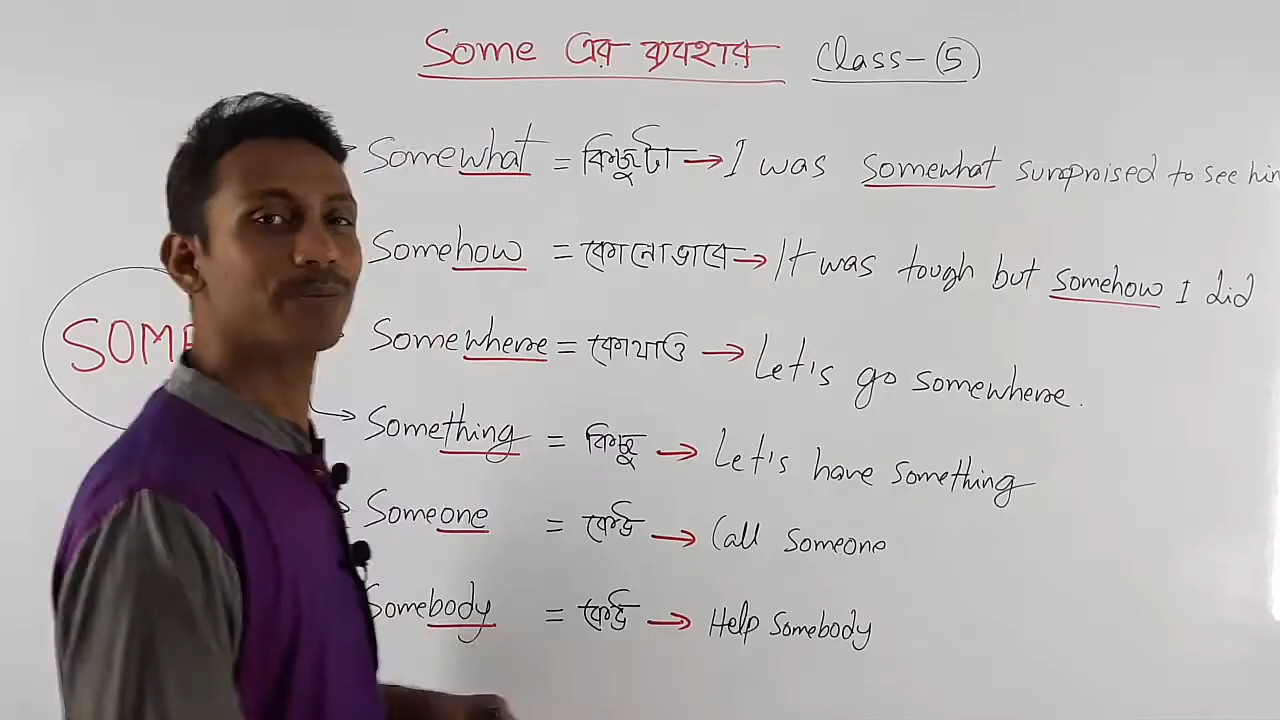 Some এর ব্যবহার Class-(5)
Somewhat = কিছুটা → I was somewhat surprised to see him
Somehow = কোনোভাবে → It was tough but somehow I did
SOME
Somewhere = কোথাও → Let's go somewhere.
Something = কিছু → Let's have something
Someone = কেউ → Call someone
Somebody = কেউ → Help Somebody